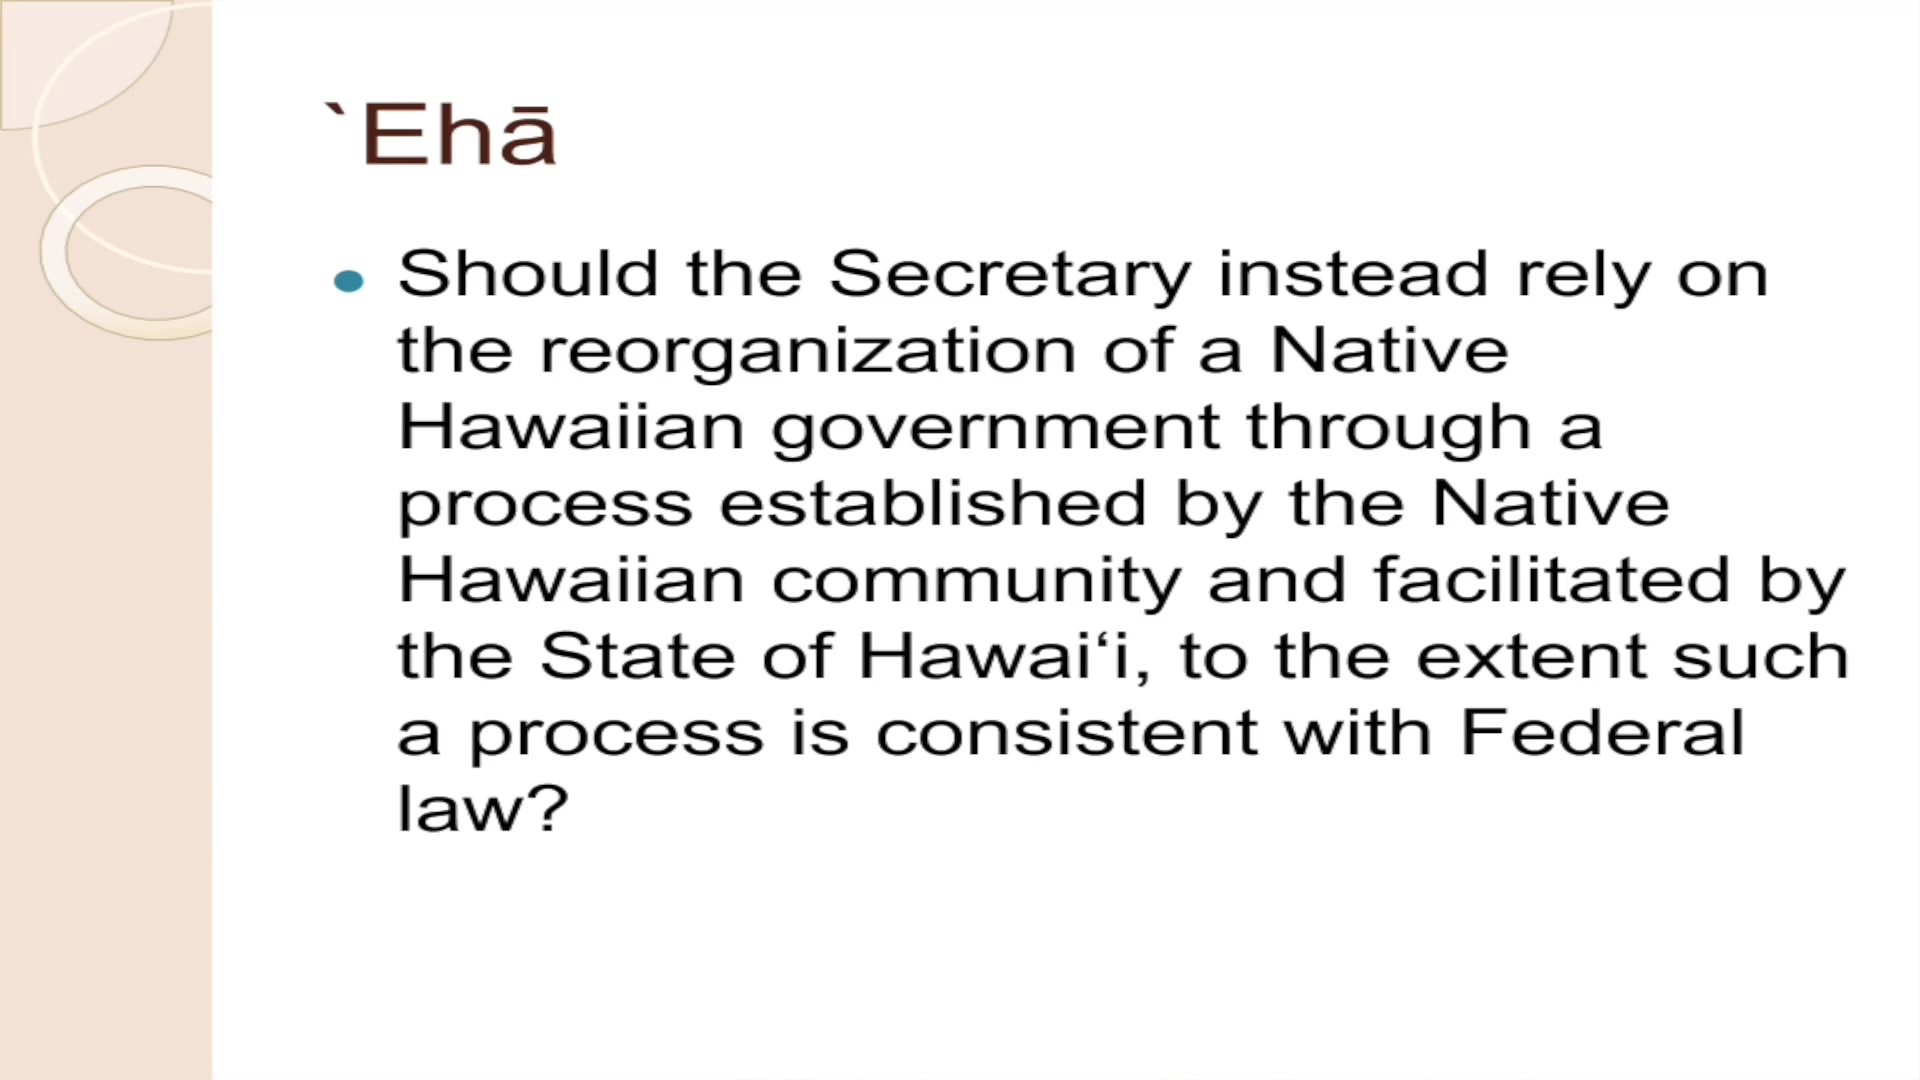 `Ehā
• Should the Secretary instead rely on
the reorganization of a Native
Hawaiian government through a
process established by the Native
Hawaiian community and facilitated by
the State of Hawai‘i, to the extent such
a process is consistent with Federal
law?